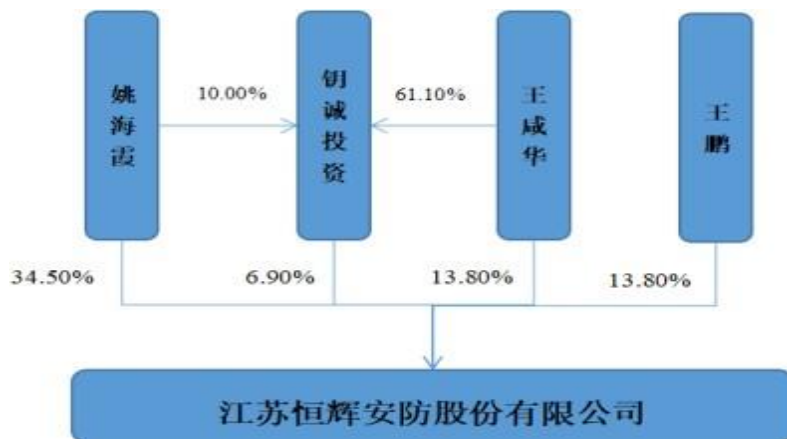 姚海霞
10.00%
钥诚投资
61.10%
王咸华
王鹏
34.50%
6.90%
13.80%
13.80%
江苏恒辉安防股份有限公司